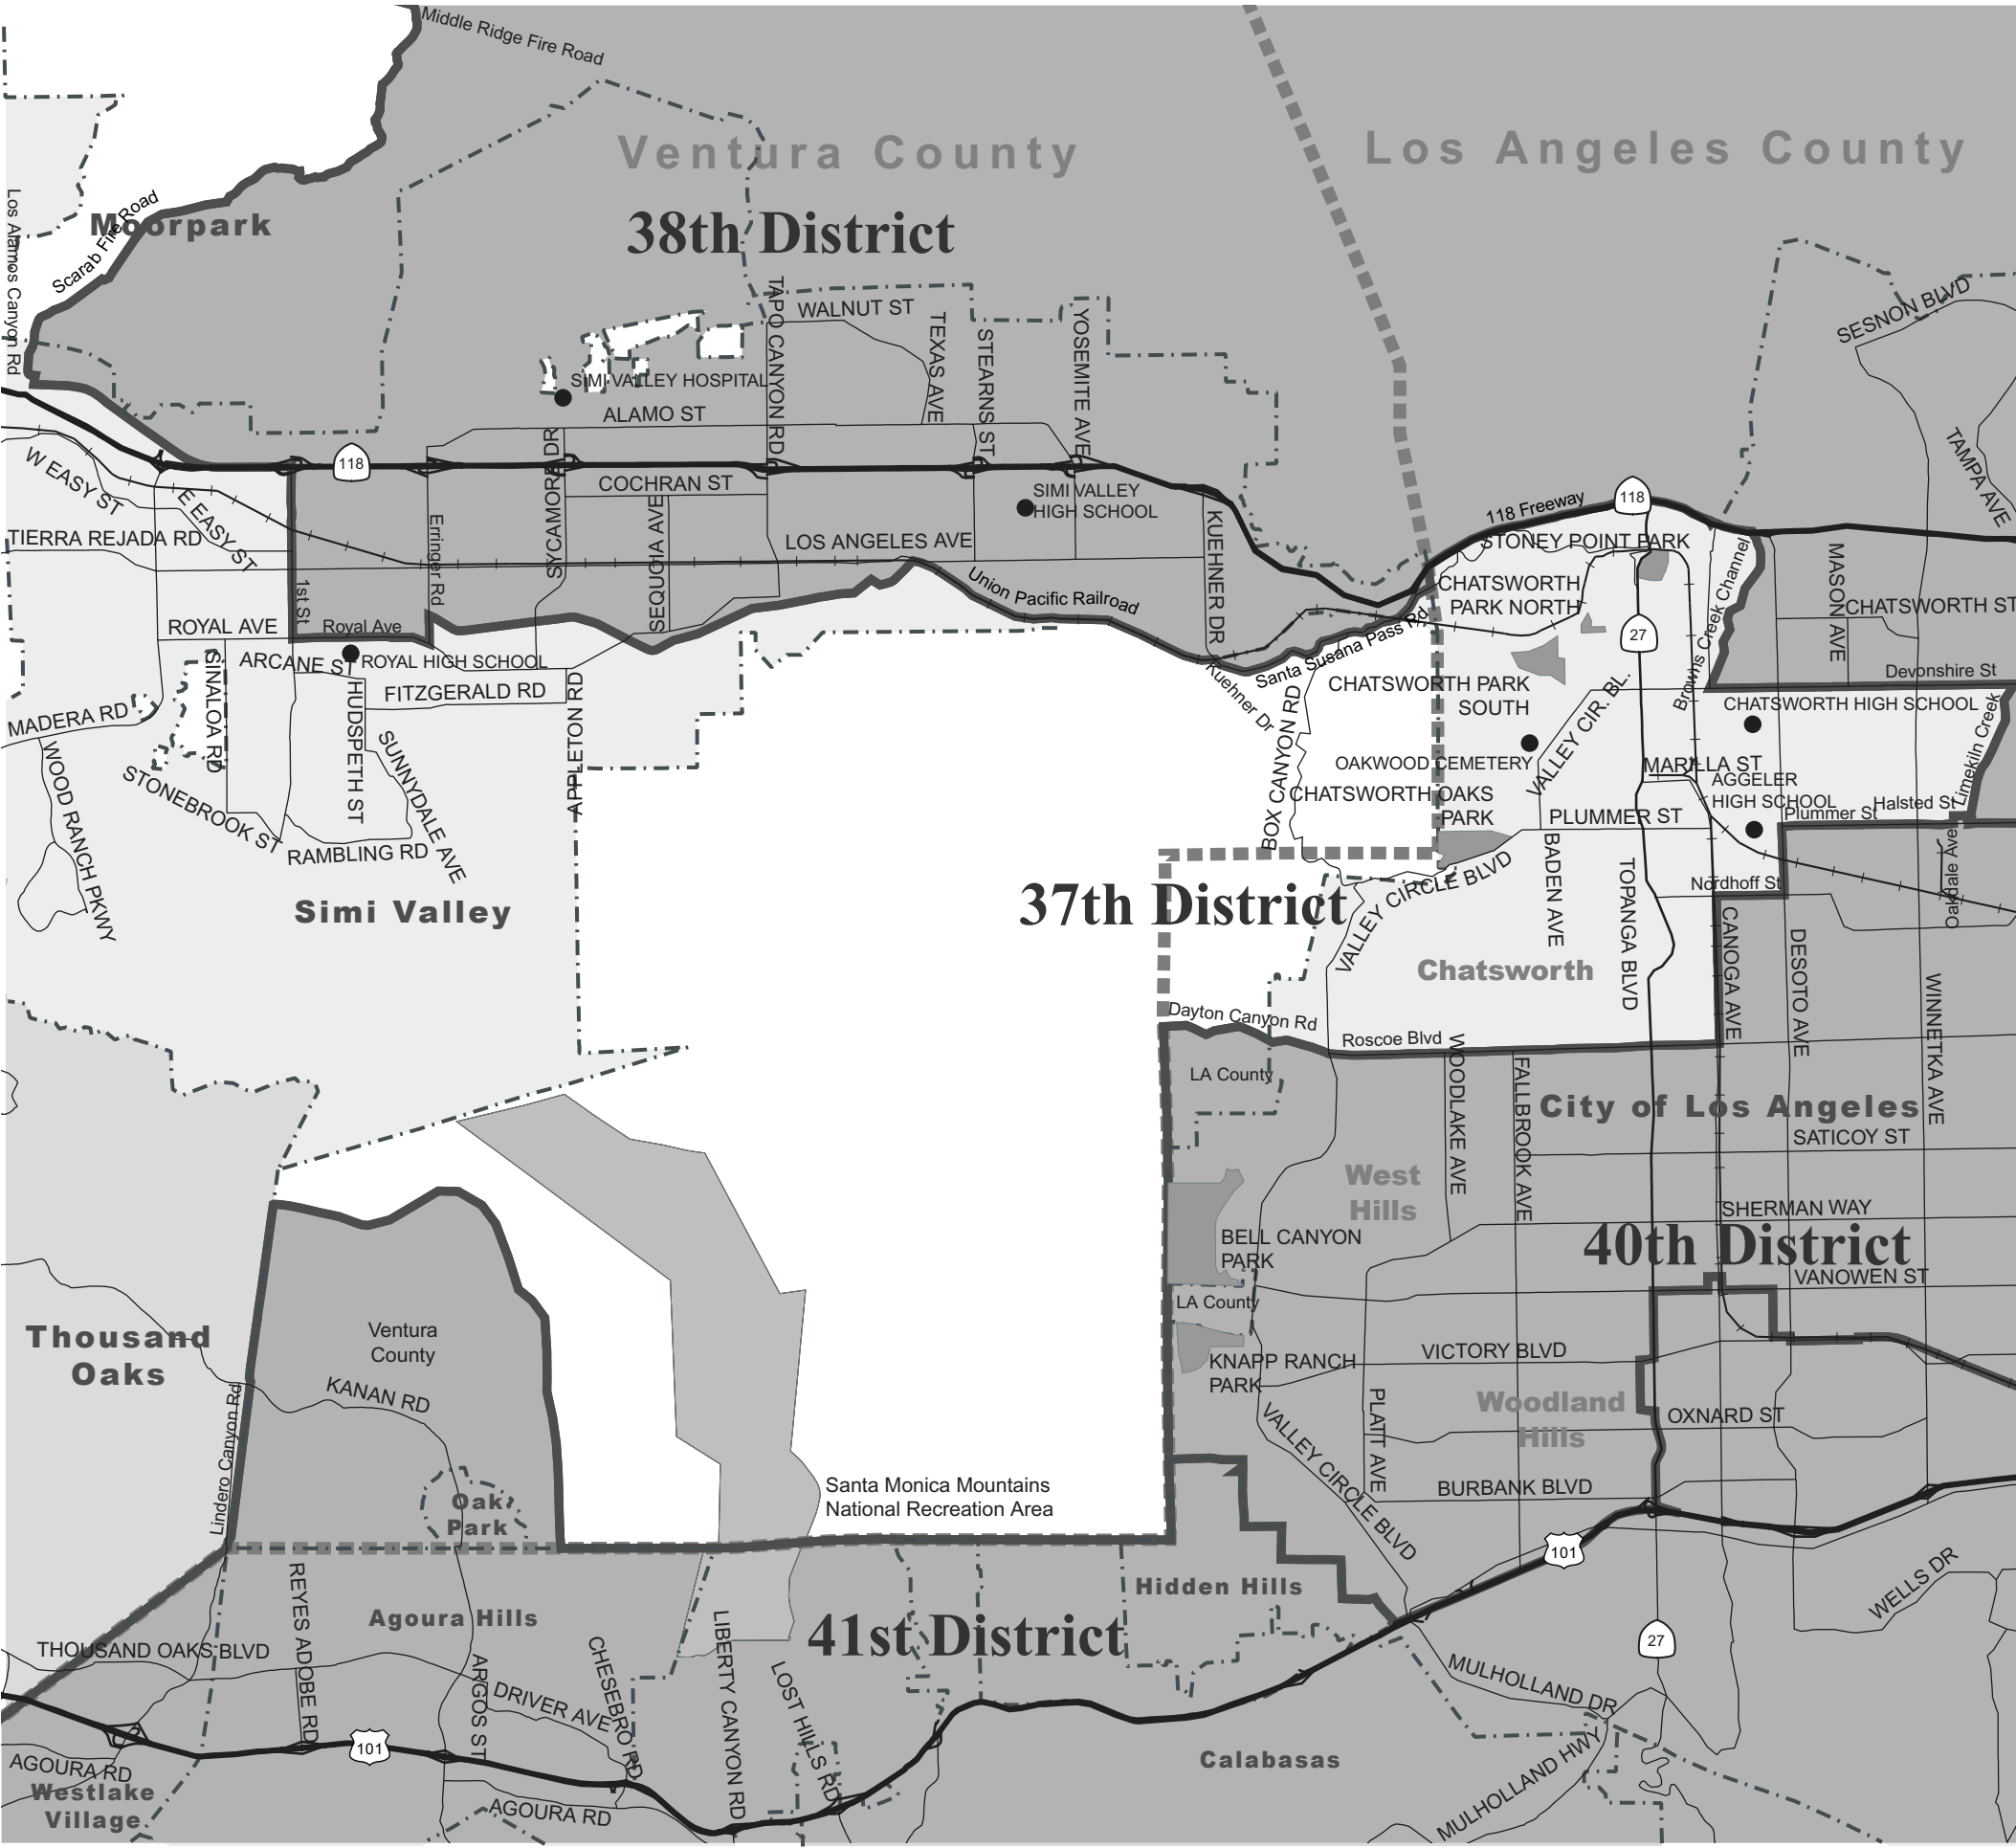 Middle Ridge Fire Road
Ventura County
Los Angeles County
38th District
Moorpark
Scarab Fire Road
Los Alamos Canyon Rd
SESNON BLVD
TAPO CANYON RD
WALNUT ST
TEXAS AVE
STEARNS ST
YOSEMITE AVE
SIMI VALLEY HOSPITAL
ALAMO ST
TAMPA AVE
118
W EASY ST
E EASY ST
COCHRAN ST
SYCAMORE DR
SEQUOIA AVE
SIMI VALLEY
HIGH SCHOOL
KUEHNER DR
118 Freeway
118
STONEY POINT PARK
TIERRA REJADA RD
Erringer Rd
LOS ANGELES AVE
Union Pacific Railroad
CHATSWORTH
PARK NORTH
Browns Creek Channel
MASON AVE
CHATSWORTH ST
1st St
ROYAL AVE
Royal Ave
27
Santa Susana Pass Rd
Kuehner Dr
ARCANE ST
ROYAL HIGH SCHOOL
SINALOA RD
HUDSPETH ST
FITZGERALD RD
APPLETON RD
Devonshire St
CHATSWORTH PARK
SOUTH
CHATSWORTH HIGH SCHOOL
MADERA RD
WOOD RANCH PKWY
SUNNYDALE AVE
STONEBROOK ST
RAMBLING RD
BOX CANYON RD
OAKWOOD CEMETERY
VALLEY CIR. BL.
MARILLA ST
AGGELER
HIGH SCHOOL
Limekiln Creek
CHATSWORTH OAKS
PARK
PLUMMER ST
Plummer St
Halsted St
Oakdale Ave
Simi Valley
37th District
VALLEY CIRCLE BLVD
BADEN AVE
TOPANGA BLVD
Nordhoff St
CANOGA AVE
DESOTO AVE
WINNETKA AVE
Chatsworth
Dayton Canyon Rd
Roscoe Blvd
LA County
WOODLAKE AVE
FALLBROOK AVE
City of Los Angeles
SATICOY ST
West
Hills
SHERMAN WAY
BELL CANYON
PARK
40th District
VANOWEN ST
LA County
Thousand
Oaks
Ventura
County
KANAN RD
Lindero Canyon Rd
KNAPP RANCH
PARK
VICTORY BLVD
PLATT AVE
Woodland
Hills
OXNARD ST
VALLEY CIRCLE BLVD
BURBANK BLVD
Santa Monica Mountains
National Recreation Area
Oak
Park
101
REYES ADOBE RD
Agoura Hills
Hidden Hills
41st District
WELLS DR
THOUSAND OAKS BLVD
ARGOS ST
DRIVER AVE
CHESEBRO RD
LIBERTY CANYON RD
LOST HILLS RD
27
MULHOLLAND DR
MULHOLLAND HWY
101
AGOURA RD
Westlake
Village
AGOURA RD
Calabasas